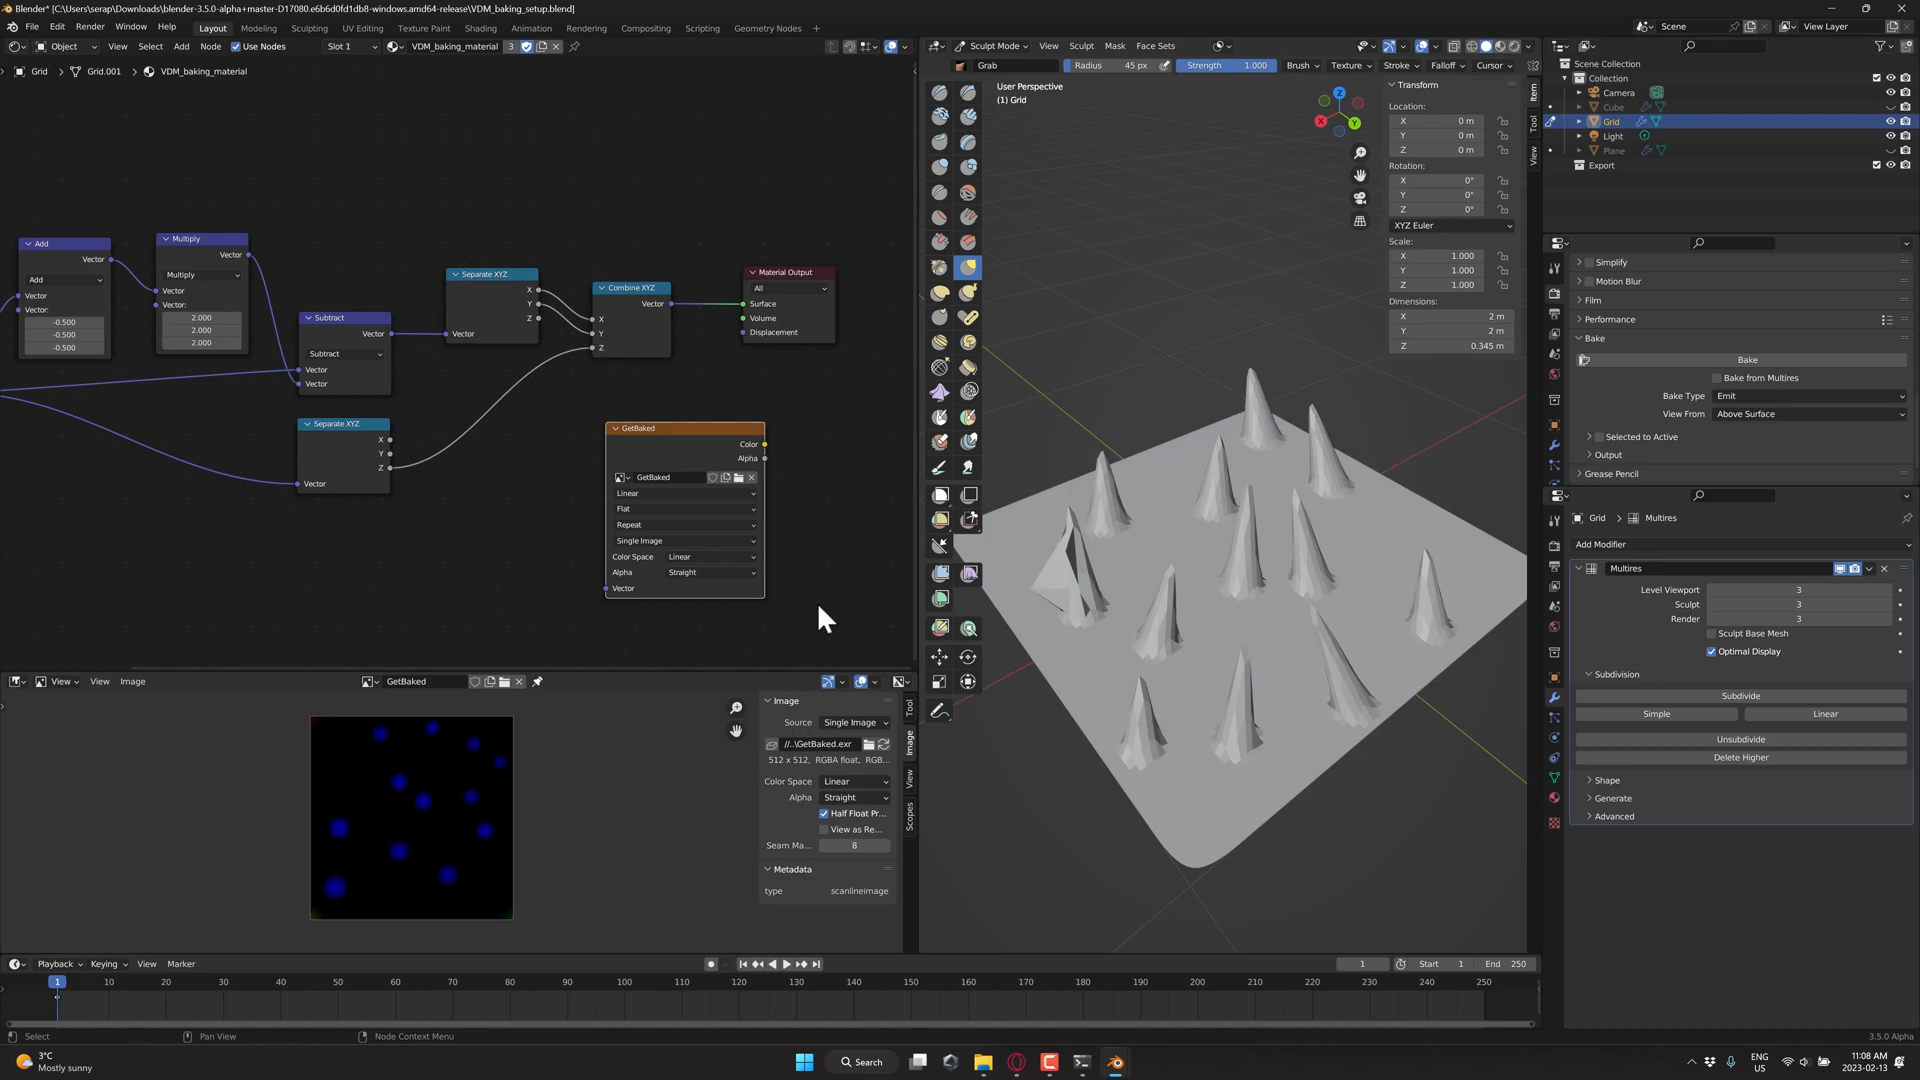 Blender* [C:\Users\serap\Downloads\blender-3.5.0-alpha+master-D17080.e6b6d0fd1db8-windows.amd64-release\VDM_baking_setup.blend]
File Edit Render Window Help Layout Modeling Sculpting UV Editing Texture Paint Shading Animation Rendering Compositing Scripting Geometry Nodes + Scene View Layer
Object View Select Add Node Use Nodes Slot 1 VDM_baking_material 3
Grid > Grid.001 > VDM_baking_material
Add
Vector
Add
Vector
Vector:
-0.500
-0.500
-0.500
Multiply
Vector
Multiply
Vector
Vector:
2.000
2.000
2.000
Subtract
Vector
Subtract
Vector
Vector
Separate XYZ
X
Y
Z
Vector
Separate XYZ
X
Y
Z
Vector
Combine XYZ
Vector
X
Y
Z
Material Output
All
Surface
Volume
Displacement
GetBaked
Color
Alpha
GetBaked
Linear
Flat
Repeat
Single Image
Color Space Linear
Alpha Straight
Vector
Sculpt Mode View Sculpt Mask Face Sets
Grab Radius 45 px Strength 1.000 Brush Texture Stroke Falloff Cursor
User Perspective
(1) Grid
Z
X
Y
Transform
Location:
X 0 m
Y 0 m
Z 0 m
Rotation:
X 0°
Y 0°
Z 0°
XYZ Euler
Scale:
X 1.000
Y 1.000
Z 1.000
Dimensions:
X 2 m
Y 2 m
Z 0.345 m
Item
Tool
View
Scene Collection
Collection
Camera
Cube
Grid
Light
Plane
Export
Simplify
Motion Blur
Film
Performance
Bake
Bake
Bake from Multires
Bake Type Emit
View From Above Surface
Selected to Active
Output
Grease Pencil
Grid > Multires
Add Modifier
Multires
Level Viewport 3
Sculpt 3
Render 3
Sculpt Base Mesh
Optimal Display
Subdivision
Subdivide
Simple Linear
Unsubdivide
Delete Higher
Shape
Generate
Advanced
View View Image GetBaked
Image
Source Single Image
//..\GetBaked.exr
512 x 512, RGBA float, RGB...
Color Space Linear
Alpha Straight
Half Float Pr...
View as Re...
Seam Ma... 8
Metadata
type scanlineimage
Tool
Image
View
Scopes
Playback Keying View Marker 1 Start 1 End 250
1 10 20 30 40 50 60 70 80 90 100 110 120 130 140 150 160 170 180 190 200 210 220 230 240 250
Select Pan View Node Context Menu 3.5.0 Alpha
3°C
Mostly sunny
Search
ENG
US
11:08 AM
2023-02-13